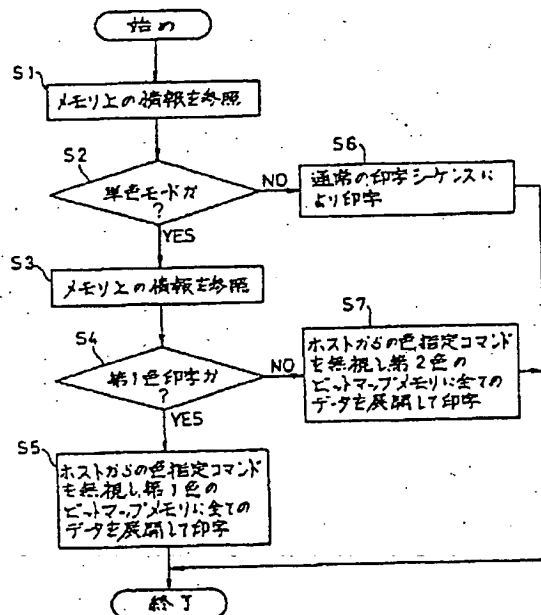 始め
S1
メモリ上の情報を参照
S2
単色モードか
?
NO
YES
S6
通常の印字シーケンスに
より印字
S3
メモリ上の情報を参照
S4
第1色印字か
?
NO
YES
S7
ホストからの色指定コマンド
を無視し第2色の
ビットマップメモリに全ての
データを展開して印字
S5
ホストからの色指定コマンド
を無視し第1色の
ビットマップメモリに全ての
データを展開して印字
終了